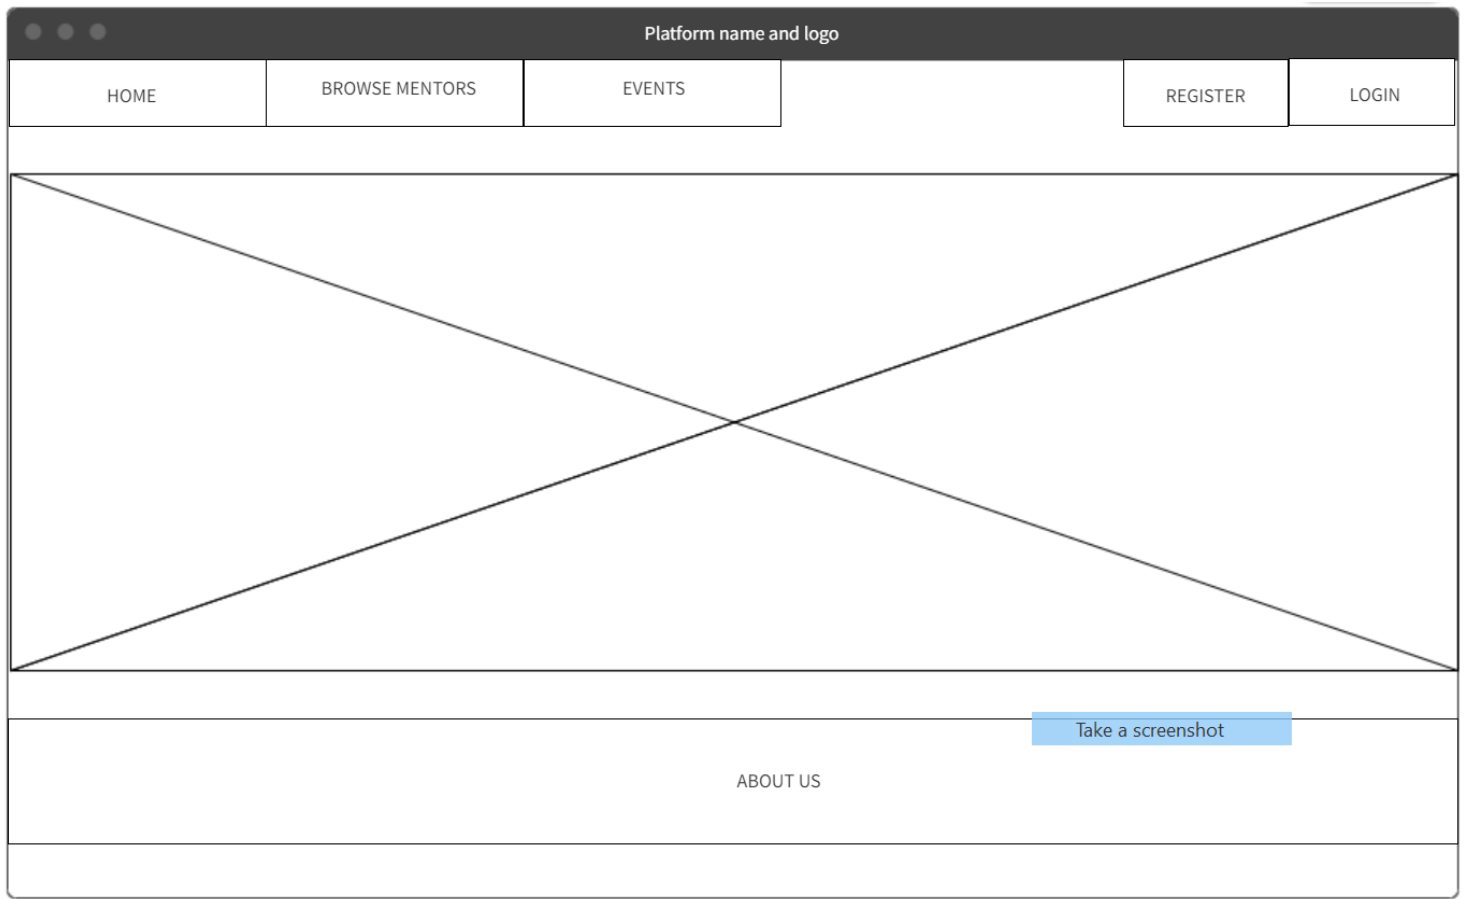 Platform name and logo
HOME
BROWSE MENTORS
EVENTS
REGISTER
LOGIN
Take a screenshot
ABOUT US